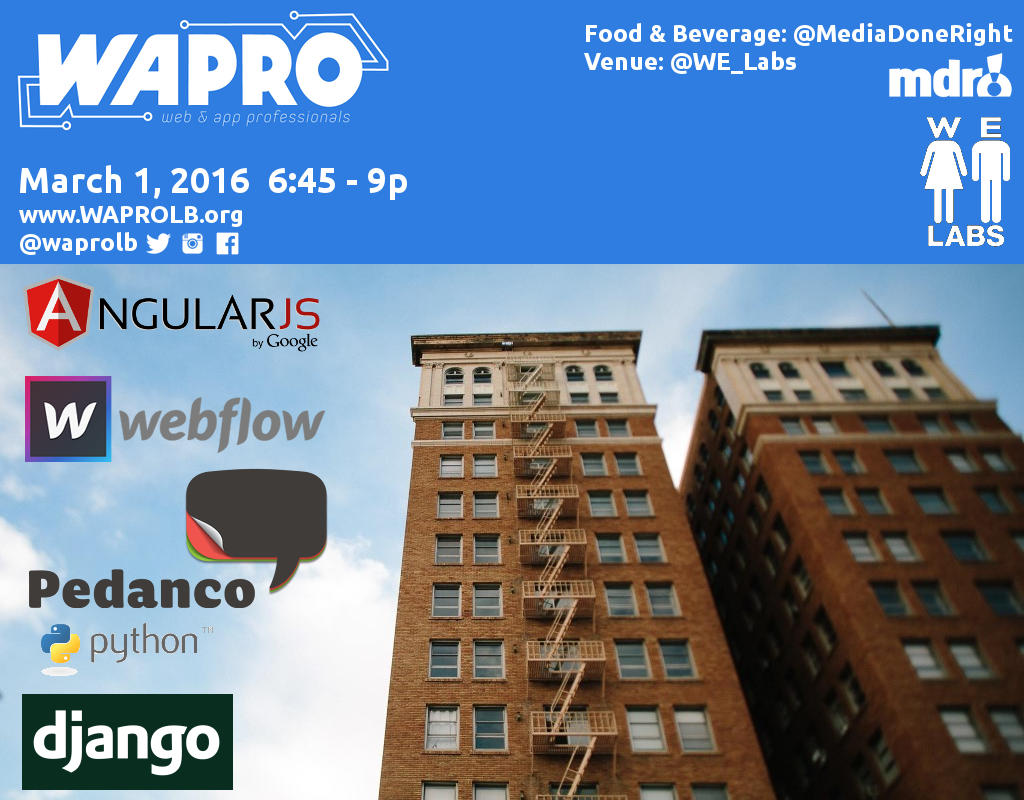 WAPRO
web & app professionals
Food & Beverage: @MediaDoneRight
Venue: @WE_Labs
mdr!
W E
LABS
March 1, 2016 6:45 - 9p
www.WAPROLB.org
@waprolb
ANGULARJS
by Google
W webflow
Pedanco
python™
django